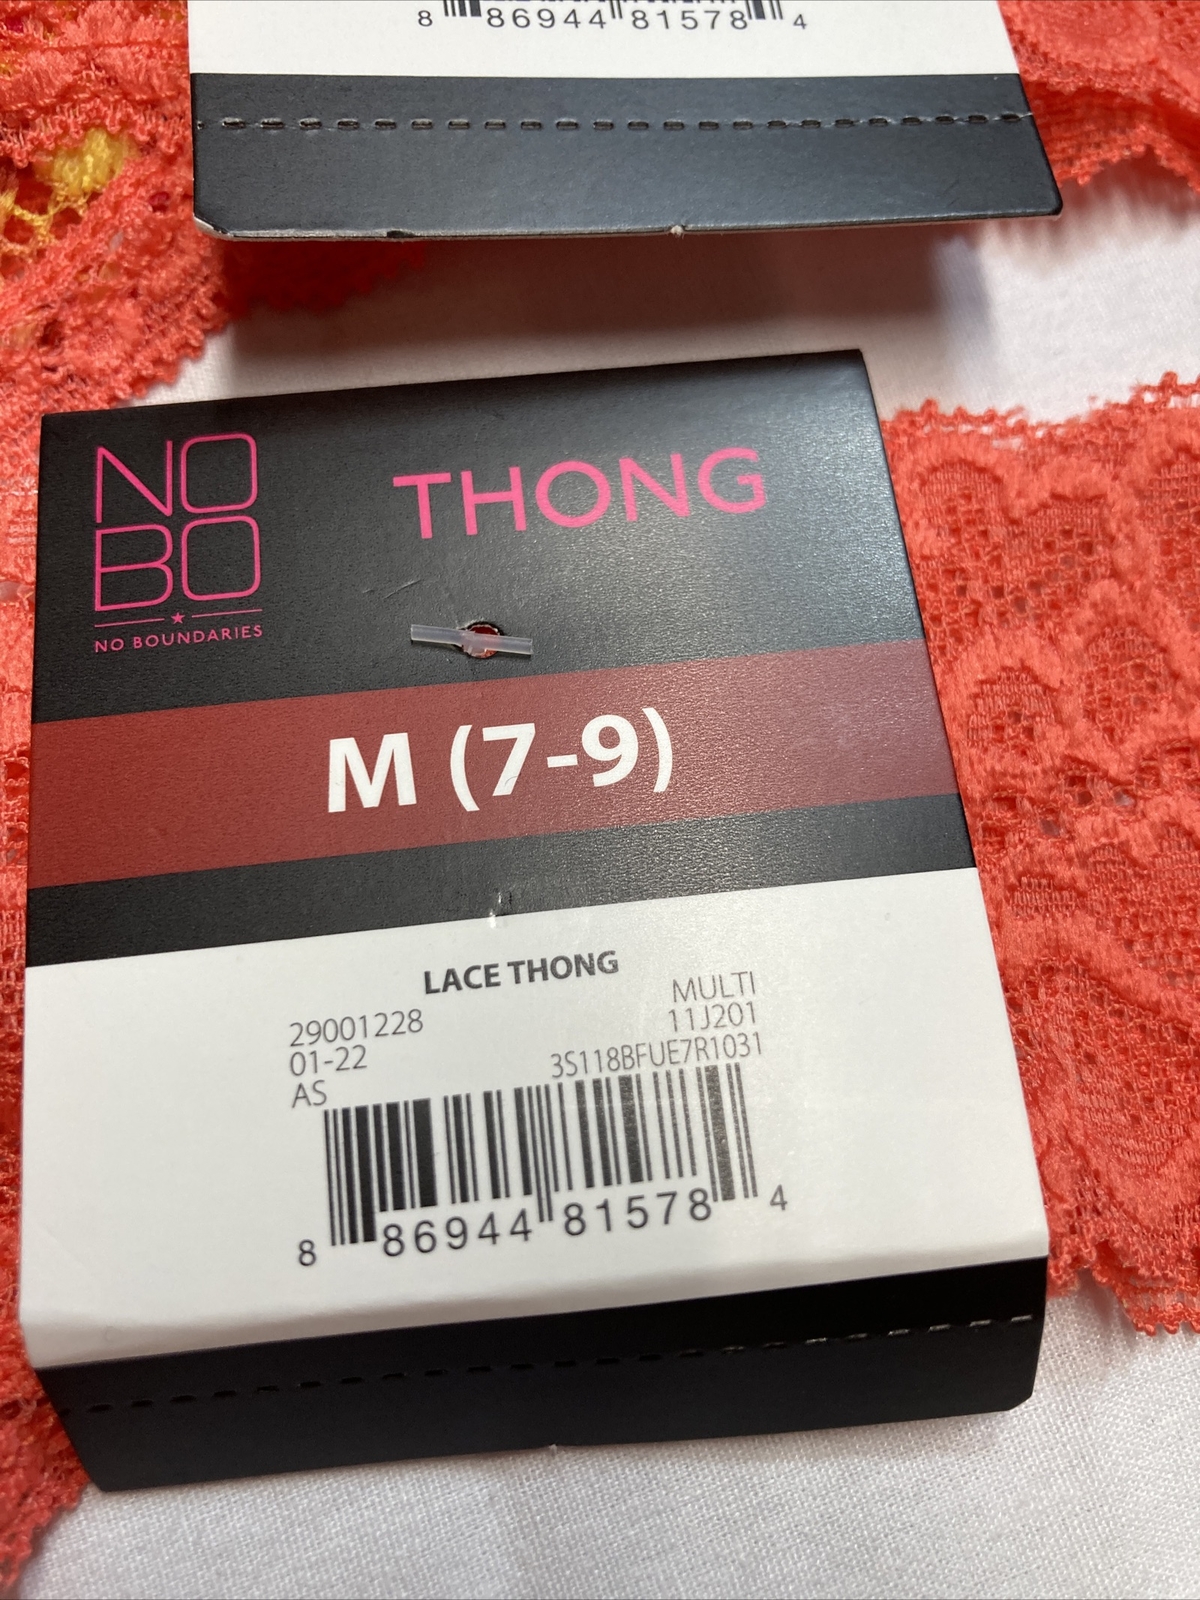 8 86944 81578 4
NO
BO
NO BOUNDARIES
THONG
M (7-9)
LACE THONG
MULTI
29001228
11J201
01-22
3S118BFUE7R1031
AS
8 86944 81578 4